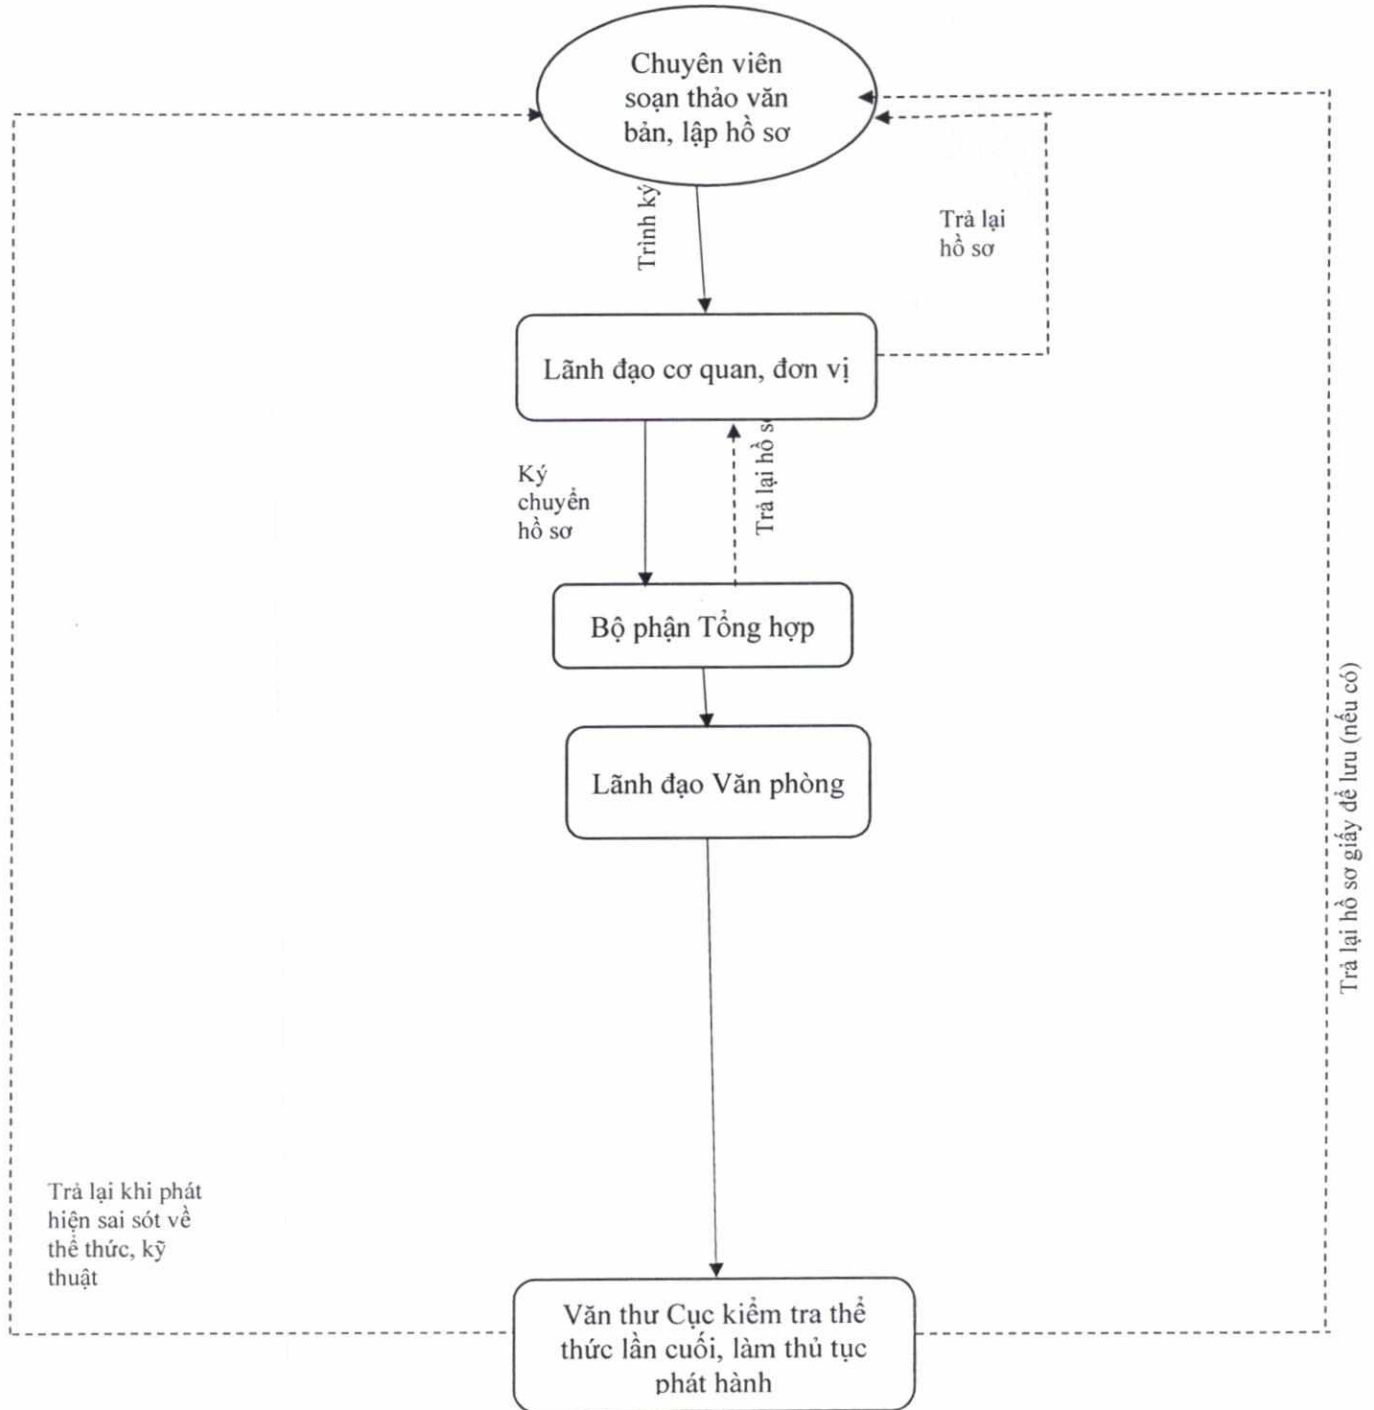 Chuyên viên
soạn thảo văn
bản, lập hồ sơ
Trình ký
Trả lại
hồ sơ
Lãnh đạo cơ quan, đơn vị
Ký
chuyển
hồ sơ
Trả lại hồ sơ
Bộ phận Tổng hợp
Lãnh đạo Văn phòng
Trả lại hồ sơ giấy để lưu (nếu có)
Trả lại khi phát
hiện sai sót về
thể thức, kỹ
thuật
Văn thư Cục kiểm tra thể
thức lần cuối, làm thủ tục
phát hành